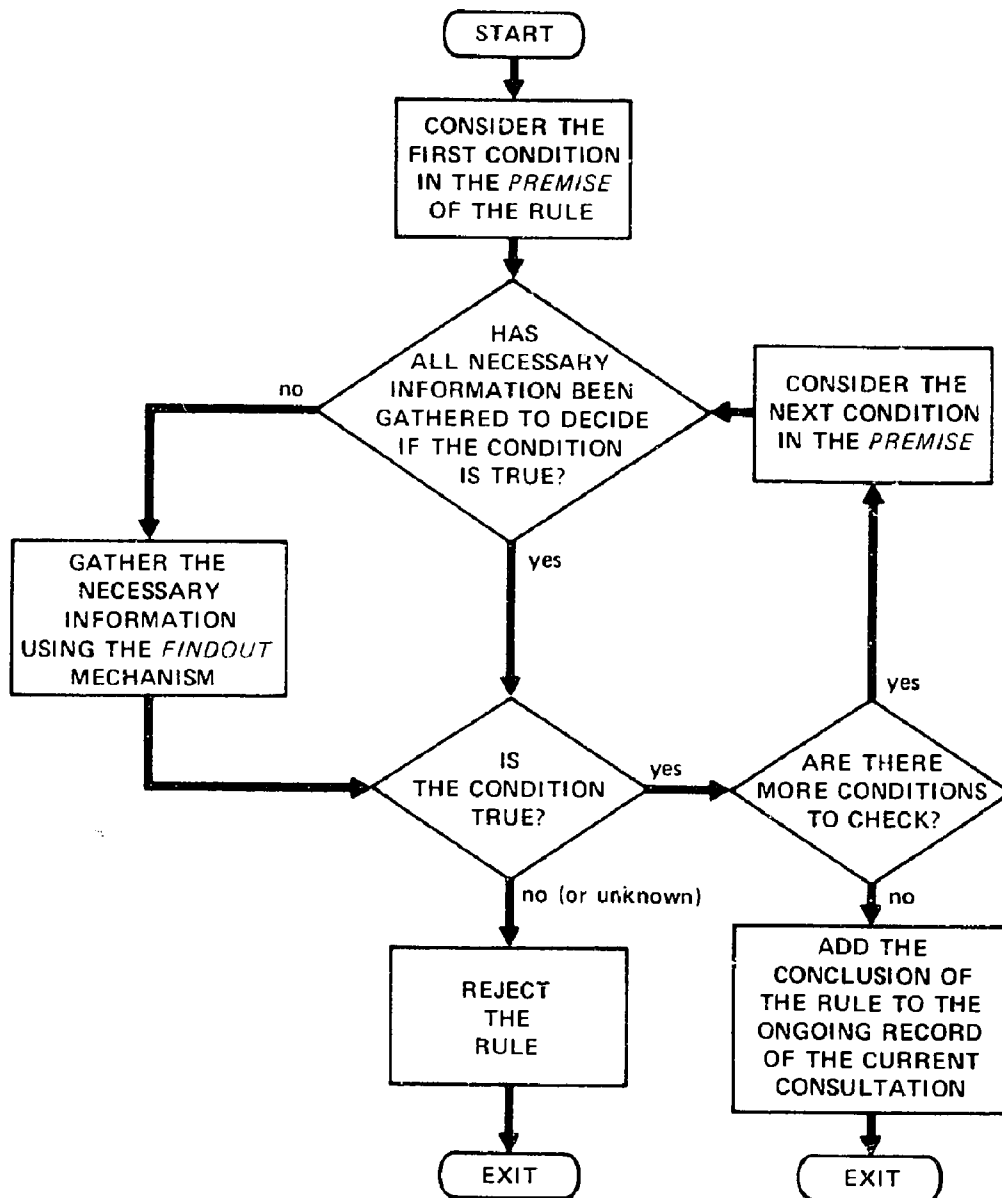 START
CONSIDER THE
FIRST CONDITION
IN THE PREMISE
OF THE RULE
HAS
ALL NECESSARY
INFORMATION BEEN
GATHERED TO DECIDE
IF THE CONDITION
IS TRUE?
no
yes
CONSIDER THE
NEXT CONDITION
IN THE PREMISE
GATHER THE
NECESSARY
INFORMATION
USING THE FINDOUT
MECHANISM
IS
THE CONDITION
TRUE?
yes
yes
ARE THERE
MORE CONDITIONS
TO CHECK?
no (or unknown)
no
REJECT
THE
RULE
ADD THE
CONCLUSION OF
THE RULE TO THE
ONGOING RECORD
OF THE CURRENT
CONSULTATION
EXIT
EXIT